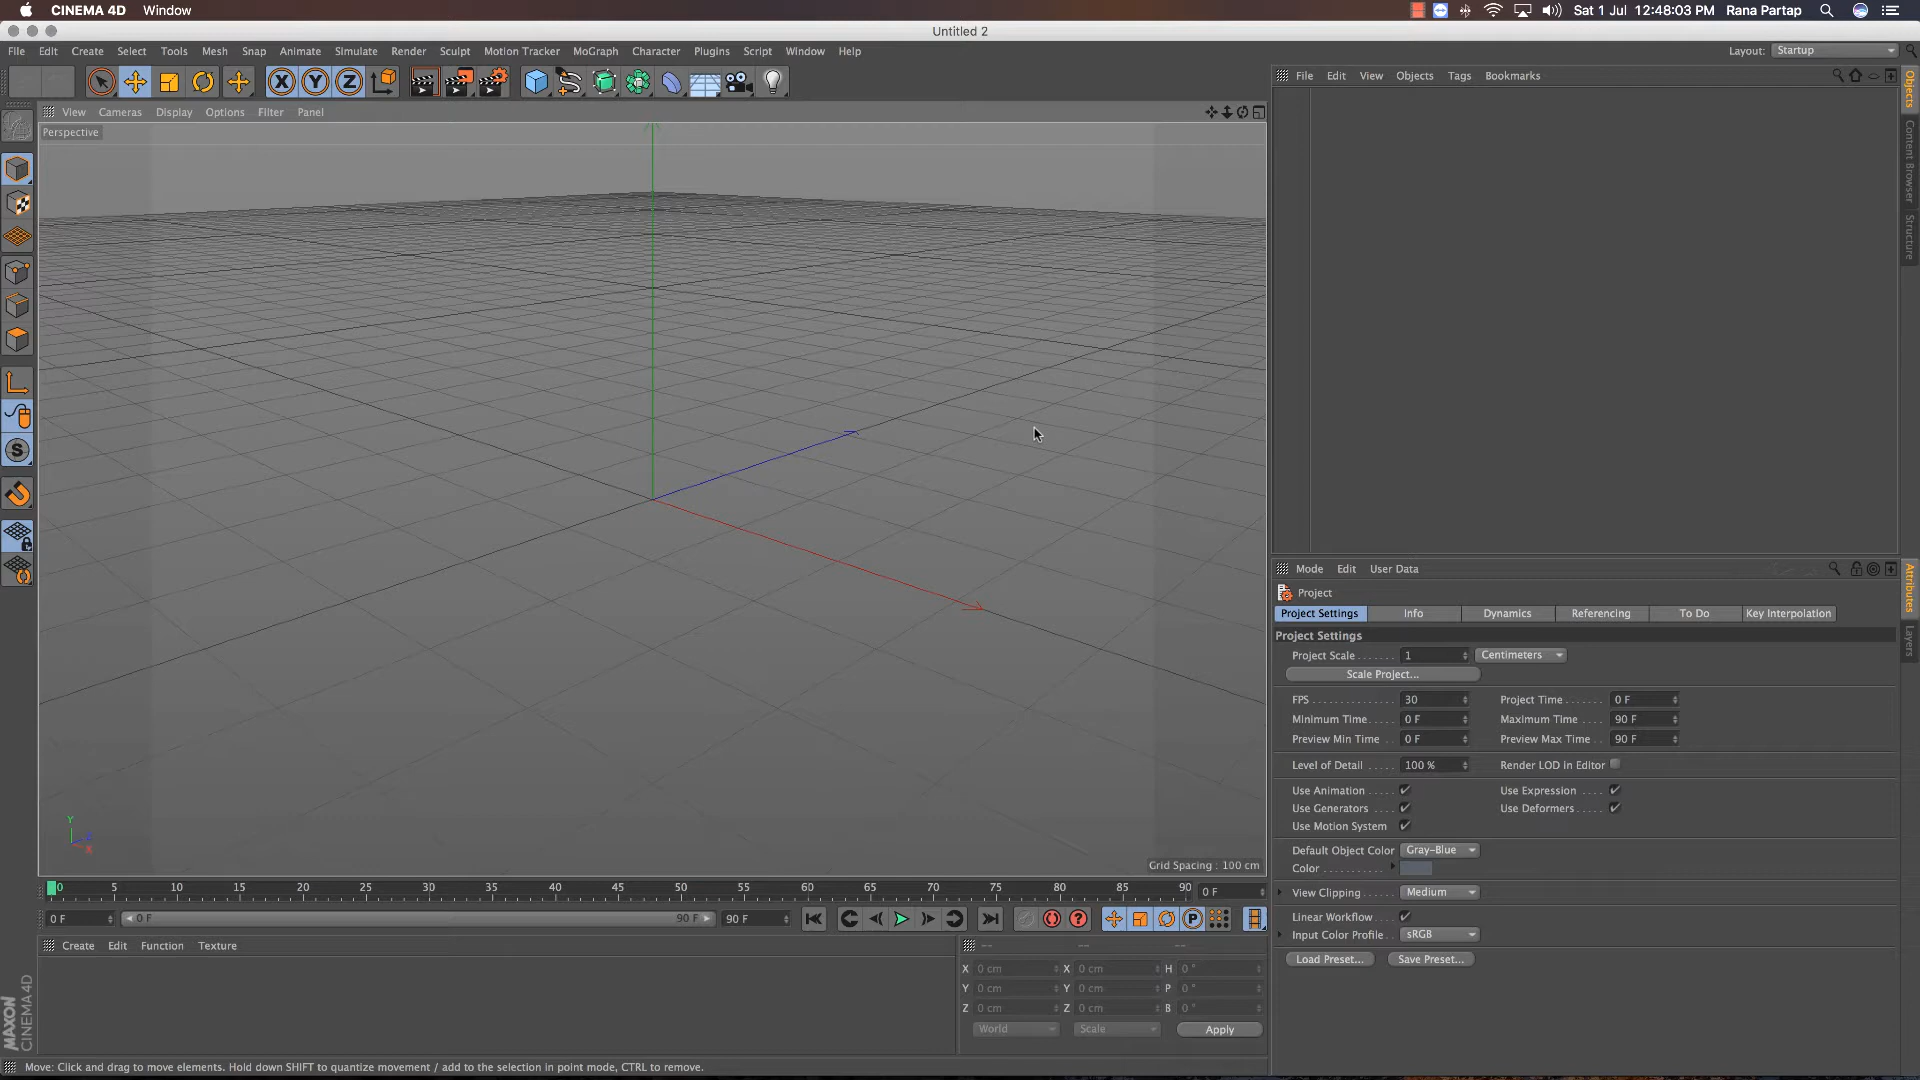 CINEMA 4D Window Sat 1 Jul 12:48:03 PM Rana Partap
Untitled 2
File Edit Create Select Tools Mesh Snap Animate Simulate Render Sculpt Motion Tracker MoGraph Character Plugins Script Window Help Layout: Startup
X Y Z
File Edit View Objects Tags Bookmarks
Objects
Content Browser
Structure
View Cameras Display Options Filter Panel
Perspective
S
Y
Z
X
Grid Spacing : 100 cm
Mode Edit User Data
Attributes
Layers
Project
Project Settings Info Dynamics Referencing To Do Key Interpolation
Project Settings
Project Scale 1 Centimeters
Scale Project...
FPS 30 Project Time 0 F
Minimum Time 0 F Maximum Time 90 F
Preview Min Time 0 F Preview Max Time 90 F
Level of Detail 100 % Render LOD in Editor
Use Animation Use Expression
Use Generators Use Deformers
Use Motion System
Default Object Color Gray-Blue
Color
View Clipping Medium
Linear Workflow
Input Color Profile sRGB
Load Preset... Save Preset...
0 5 10 15 20 25 30 35 40 45 50 55 60 65 70 75 80 85 90 0 F
0 F 0 F 90 F 90 F ? P
Create Edit Function Texture -- -- --
X 0 cm X 0 cm H 0 °
Y 0 cm Y 0 cm P 0 °
Z 0 cm Z 0 cm B 0 °
World Scale Apply
MAXON
CINEMA 4D
Move: Click and drag to move elements. Hold down SHIFT to quantize movement / add to the selection in point mode, CTRL to remove.